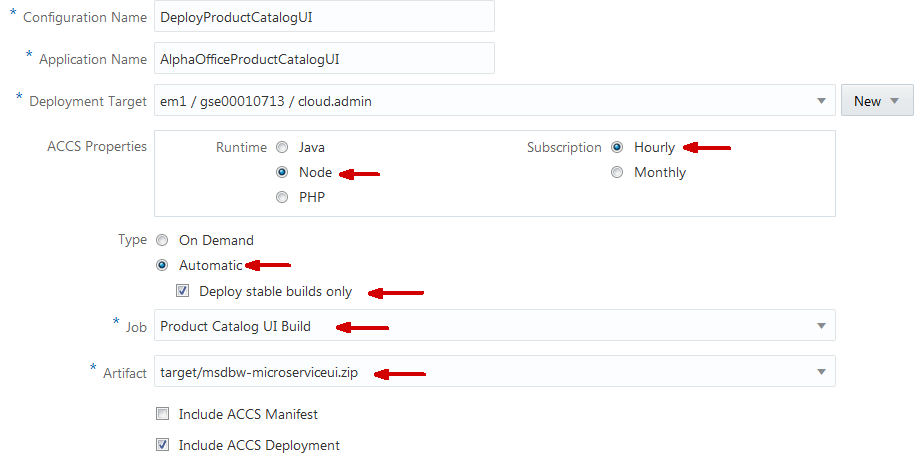 * Configuration Name DeployProductCatalogUI
* Application Name AlphaOfficeProductCatalogUI
* Deployment Target em1 / gse00010713 / cloud.admin New
ACCS Properties Runtime Java Subscription Hourly
Node Monthly
PHP
Type On Demand
Automatic
Deploy stable builds only
* Job Product Catalog UI Build
* Artifact target/msdbw-microserviceui.zip
Include ACCS Manifest
Include ACCS Deployment